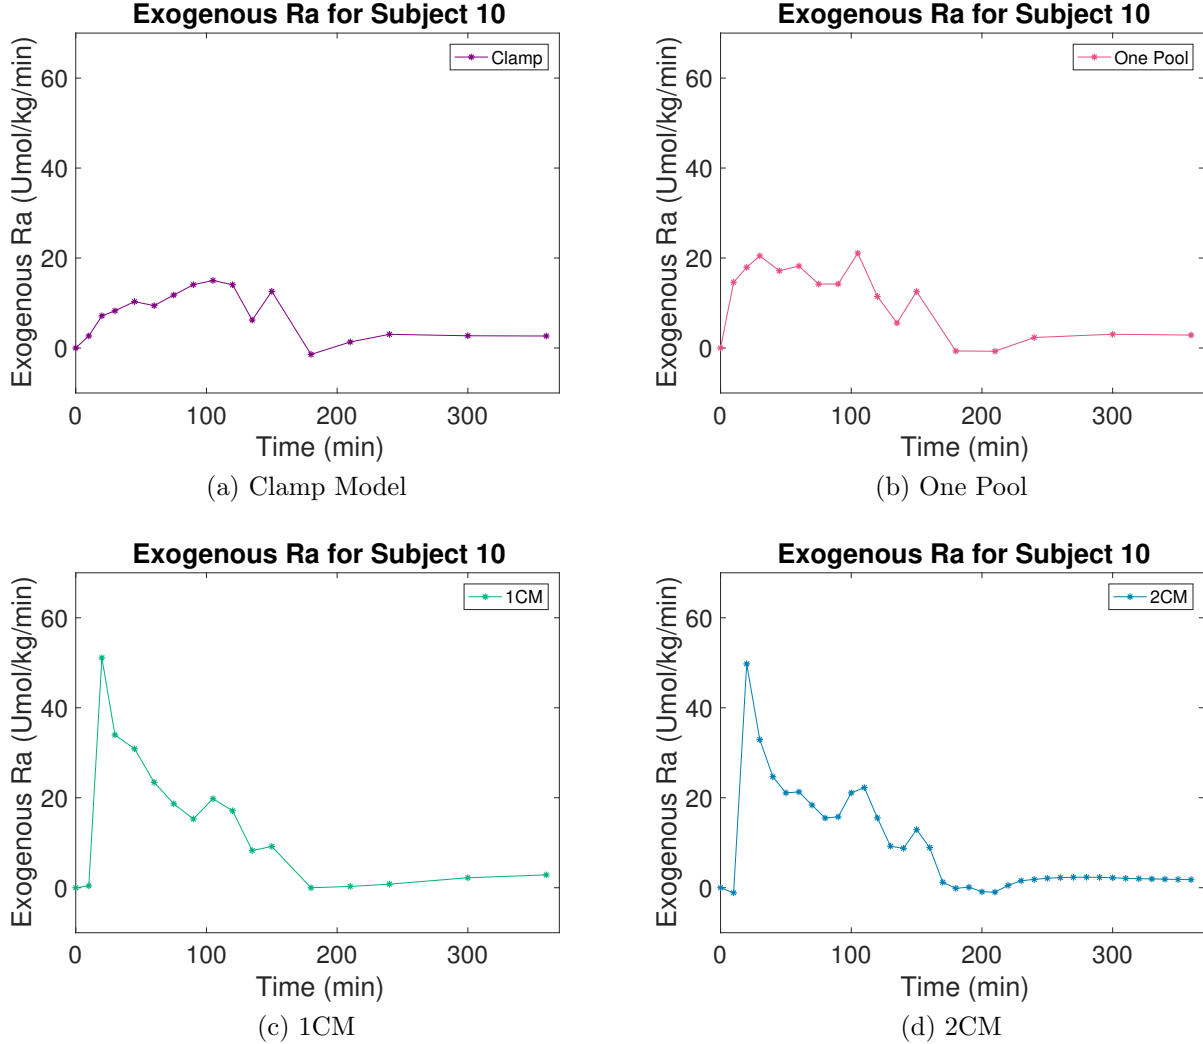 Exogenous Ra for Subject 10
Exogenous Ra (Umol/kg/min)
60
40
20
0
Clamp
0 100 200 300
Time (min)
(a) Clamp Model
Exogenous Ra for Subject 10
Exogenous Ra (Umol/kg/min)
60
40
20
0
One Pool
0 100 200 300
Time (min)
(b) One Pool
Exogenous Ra for Subject 10
Exogenous Ra (Umol/kg/min)
60
40
20
0
1CM
0 100 200 300
Time (min)
(c) 1CM
Exogenous Ra for Subject 10
Exogenous Ra (Umol/kg/min)
60
40
20
0
2CM
0 100 200 300
Time (min)
(d) 2CM